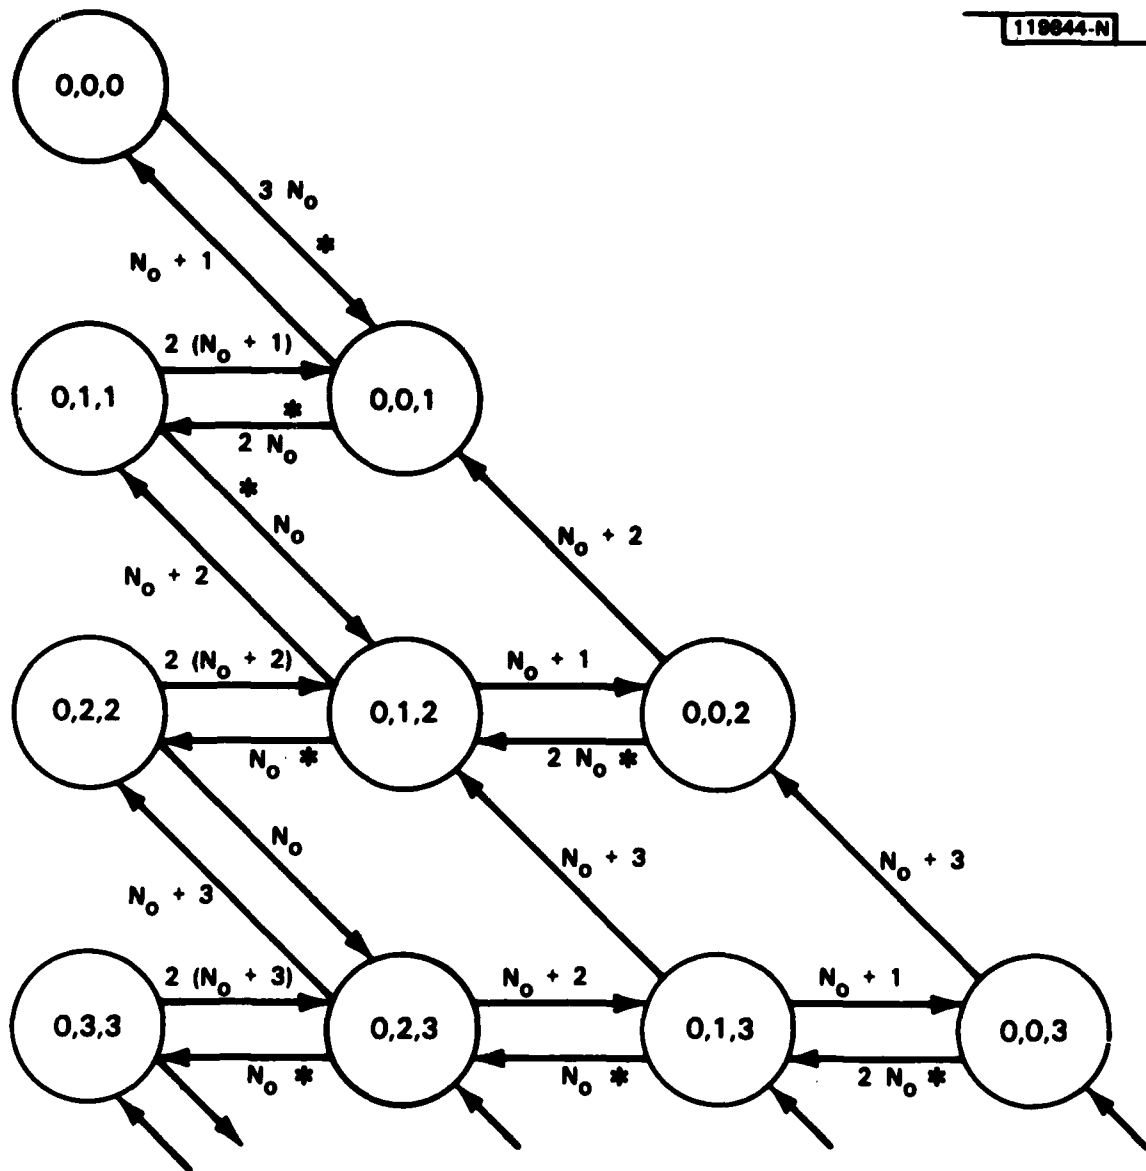 119844-N
0,0,0
3 N₀
*
N₀ + 1
2 (N₀ + 1)
0,1,1
0,0,1
*
2 N₀
*
N₀
N₀ + 2
N₀ + 2
2 (N₀ + 2)
N₀ + 1
0,2,2
0,1,2
0,0,2
N₀ *
2 N₀ *
N₀
N₀ + 3
N₀ + 3
N₀ + 3
2 (N₀ + 3)
N₀ + 2
N₀ + 1
0,3,3
0,2,3
0,1,3
0,0,3
N₀ *
N₀ *
2 N₀ *